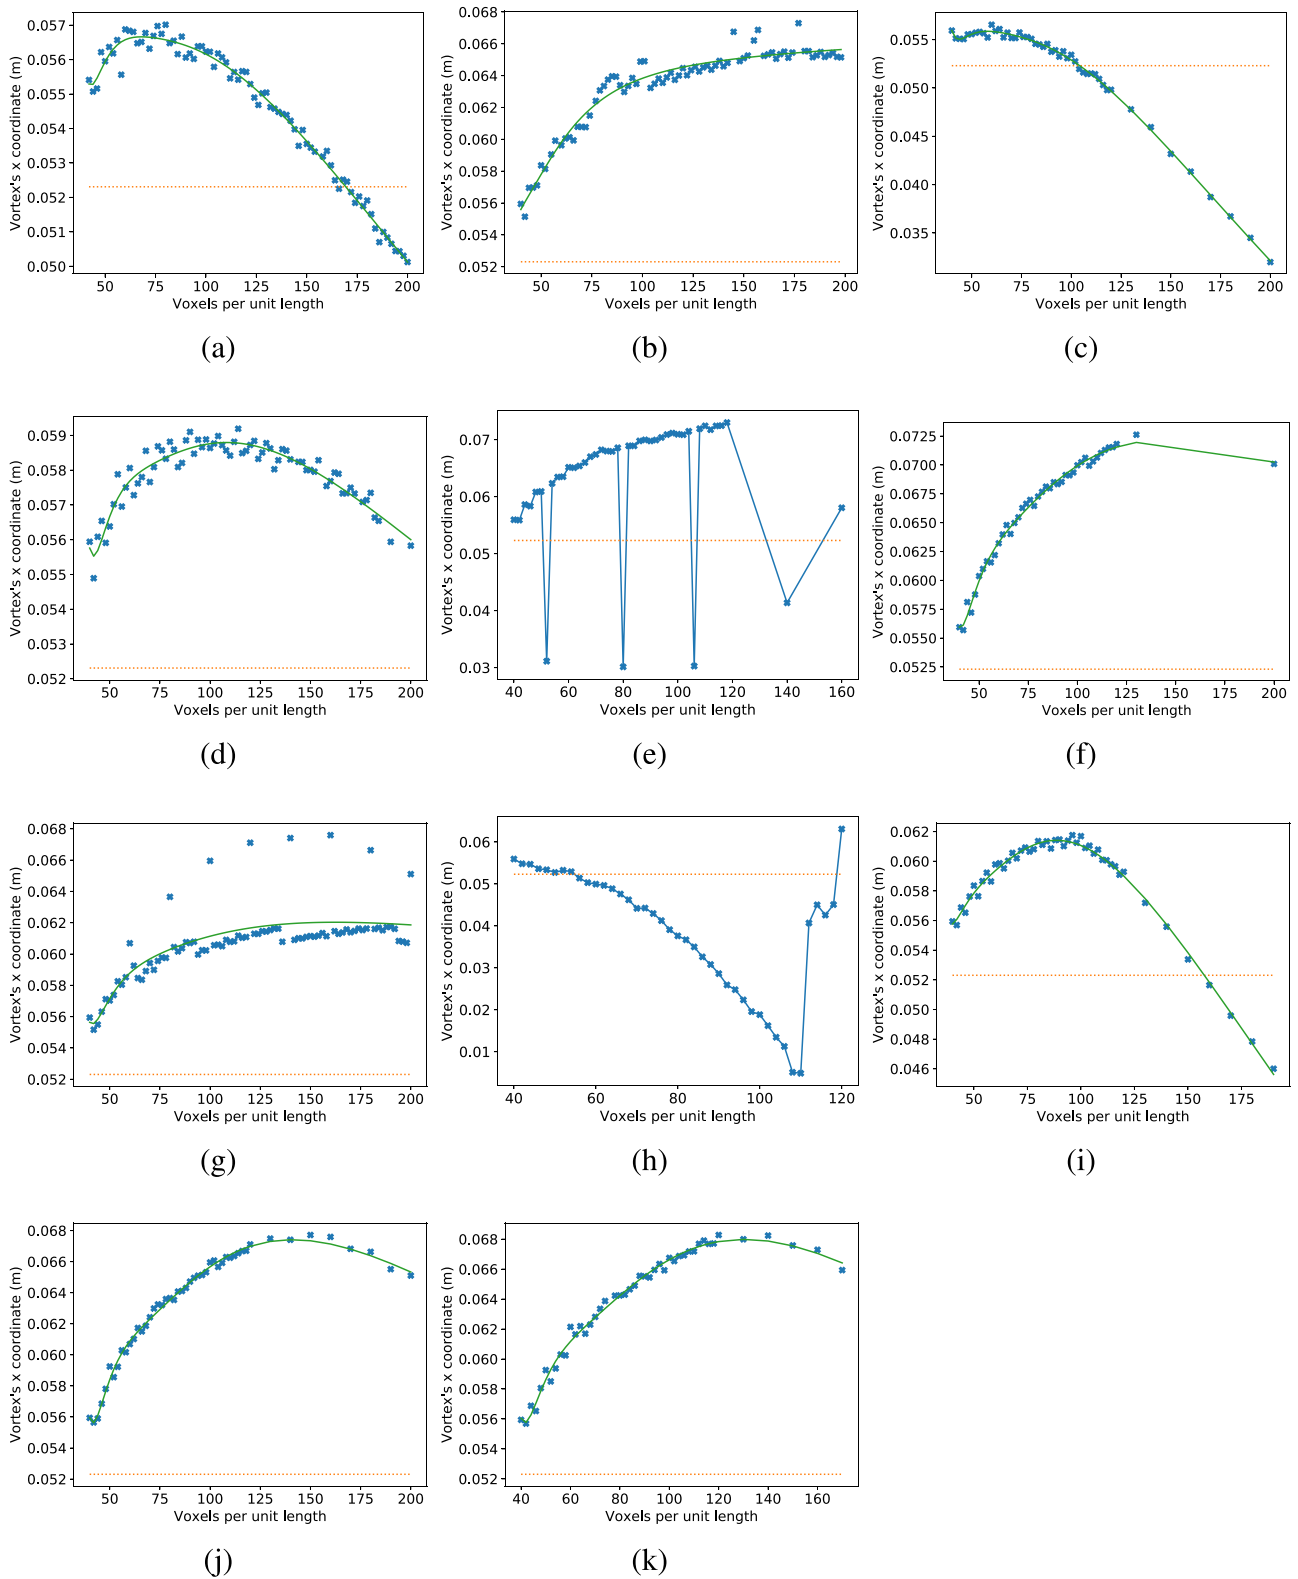 0.057
0.056
0.055
0.054
0.053
0.052
0.051
0.050
Vortex's x coordinate (m)
50 75 100 125 150 175 200
Voxels per unit length
(a)
0.068
0.066
0.064
0.062
0.060
0.058
0.056
0.054
0.052
Vortex's x coordinate (m)
50 75 100 125 150 175 200
Voxels per unit length
(b)
0.055
0.050
0.045
0.040
0.035
Vortex's x coordinate (m)
50 75 100 125 150 175 200
Voxels per unit length
(c)
0.059
0.058
0.057
0.056
0.055
0.054
0.053
0.052
Vortex's x coordinate (m)
50 75 100 125 150 175 200
Voxels per unit length
(d)
0.07
0.06
0.05
0.04
0.03
Vortex's x coordinate (m)
40 60 80 100 120 140 160
Voxels per unit length
(e)
0.0725
0.0700
0.0675
0.0650
0.0625
0.0600
0.0575
0.0550
0.0525
Vortex's x coordinate (m)
50 75 100 125 150 175 200
Voxels per unit length
(f)
0.068
0.066
0.064
0.062
0.060
0.058
0.056
0.054
0.052
Vortex's x coordinate (m)
50 75 100 125 150 175 200
Voxels per unit length
(g)
0.06
0.05
0.04
0.03
0.02
0.01
Vortex's x coordinate (m)
40 60 80 100 120
Voxels per unit length
(h)
0.062
0.060
0.058
0.056
0.054
0.052
0.050
0.048
0.046
Vortex's x coordinate (m)
50 75 100 125 150 175
Voxels per unit length
(i)
0.068
0.066
0.064
0.062
0.060
0.058
0.056
0.054
0.052
Vortex's x coordinate (m)
50 75 100 125 150 175 200
Voxels per unit length
(j)
0.068
0.066
0.064
0.062
0.060
0.058
0.056
0.054
0.052
Vortex's x coordinate (m)
40 60 80 100 120 140 160
Voxels per unit length
(k)